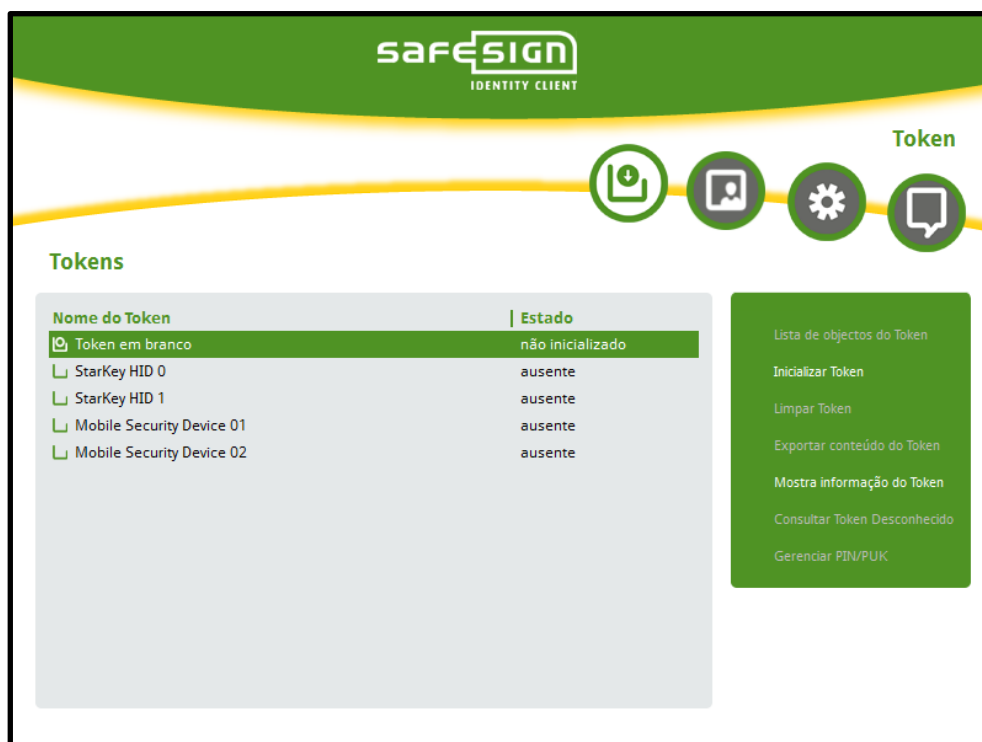 safesign
IDENTITY CLIENT
Token
Tokens
Nome do Token Estado
Token em branco não inicializado
StarKey HID 0 ausente
StarKey HID 1 ausente
Mobile Security Device 01 ausente
Mobile Security Device 02 ausente
Lista de objectos do Token
Inicializar Token
Limpar Token
Exportar conteúdo do Token
Mostra informação do Token
Consultar Token Desconhecido
Gerenciar PIN/PUK